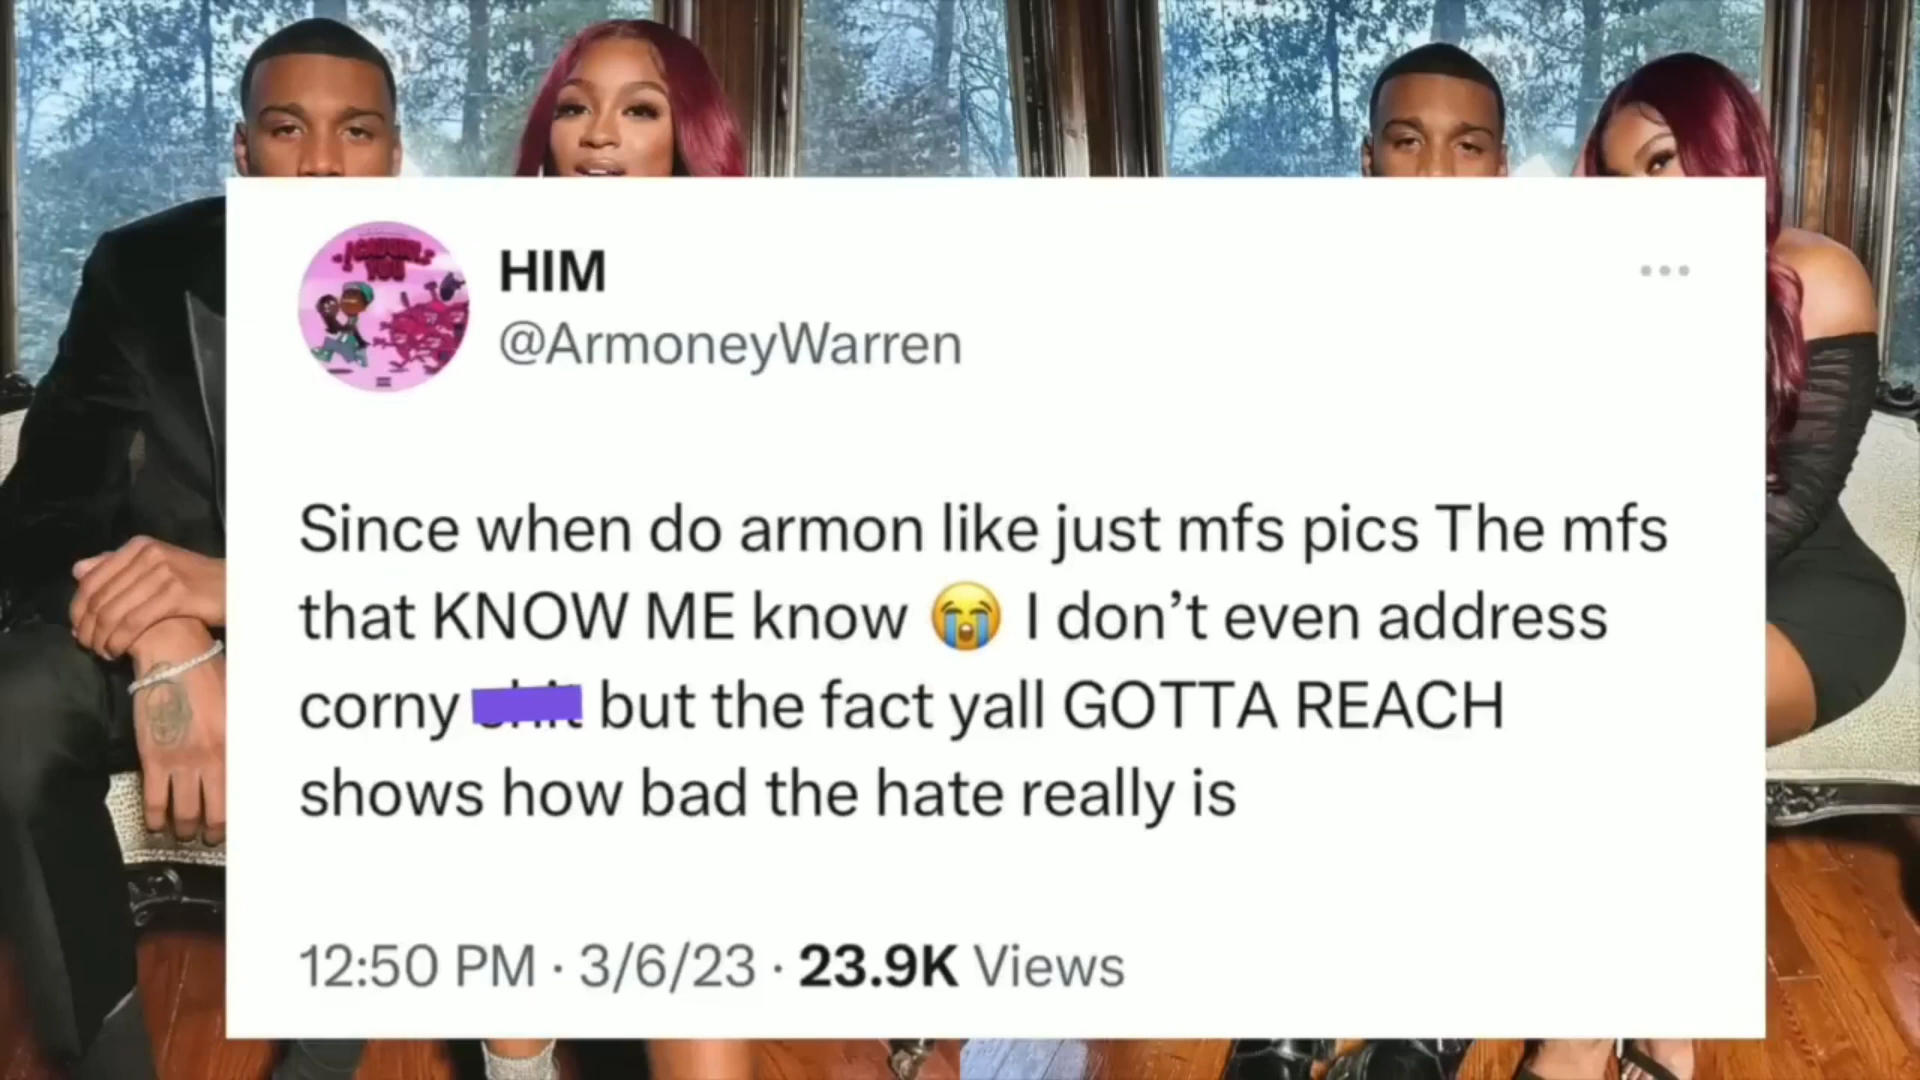 HIM
@ArmoneyWarren
Since when do armon like just mfs pics The mfs
that KNOW ME know 😭 I don't even address
corny but the fact yall GOTTA REACH
shows how bad the hate really is
12:50 PM · 3/6/23 · 23.9K Views